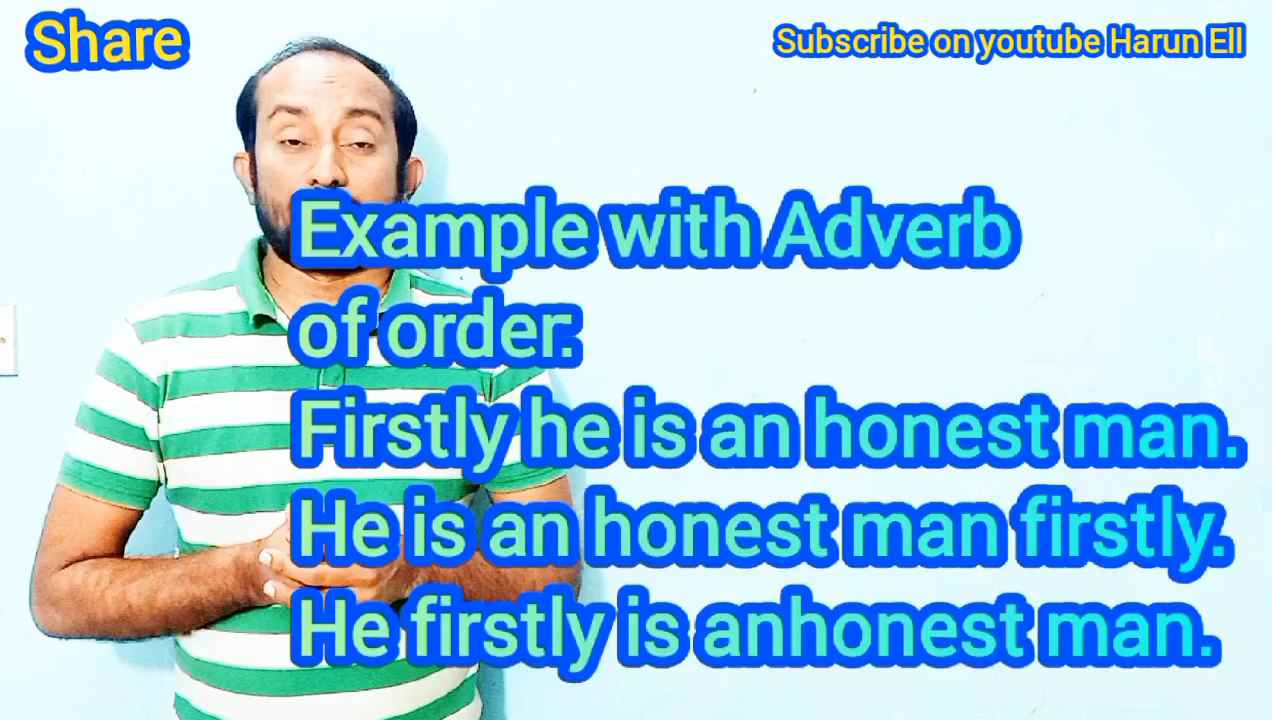 Share
Subscribe on youtube Harun Ell
Example with Adverb
of order.
Firstly he is an honest man.
He is an honest man firstly.
He firstly is anhonest man.